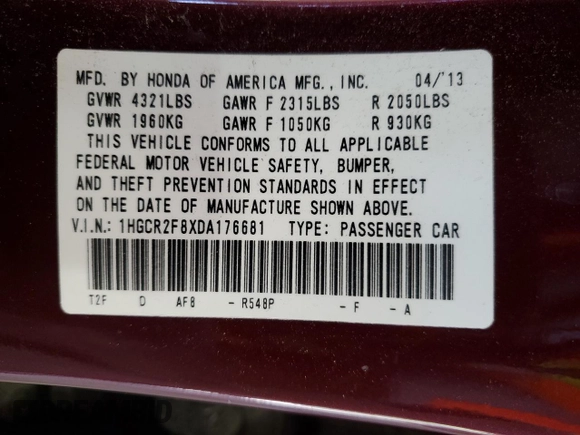 MFD. BY HONDA OF AMERICA MFG., INC. 04/'13
GVWR 4321LBS GAWR F 2315LBS R 2050LBS
GVWR 1960KG GAWR F 1050KG R 930KG
THIS VEHICLE CONFORMS TO ALL APPLICABLE
FEDERAL MOTOR VEHICLE SAFETY, BUMPER,
AND THEFT PREVENTION STANDARDS IN EFFECT
ON THE DATE OF MANUFACTURE SHOWN ABOVE.
V.I.N.: 1HGCR2F8XDA176681 TYPE: PASSENGER CAR
T2F D AF8 - R548P - F - A